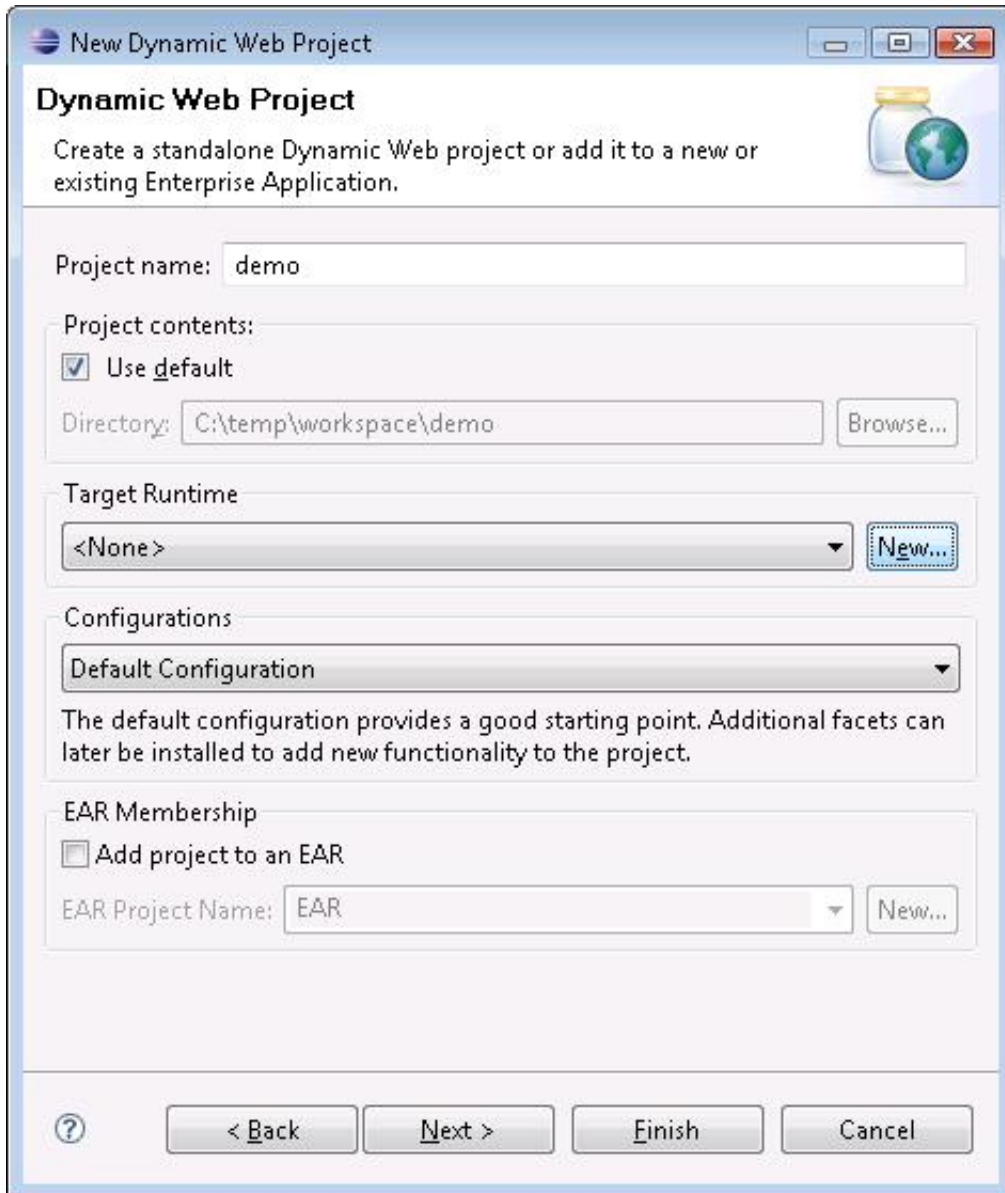 New Dynamic Web Project
Dynamic Web Project
Create a standalone Dynamic Web project or add it to a new or
existing Enterprise Application.
Project name: demo
Project contents:
Use default
Directory: C:\temp\workspace\demo Browse...
Target Runtime
<None> New...
Configurations
Default Configuration
The default configuration provides a good starting point. Additional facets can
later be installed to add new functionality to the project.
EAR Membership
Add project to an EAR
EAR Project Name: EAR New...
? < Back Next > Finish Cancel